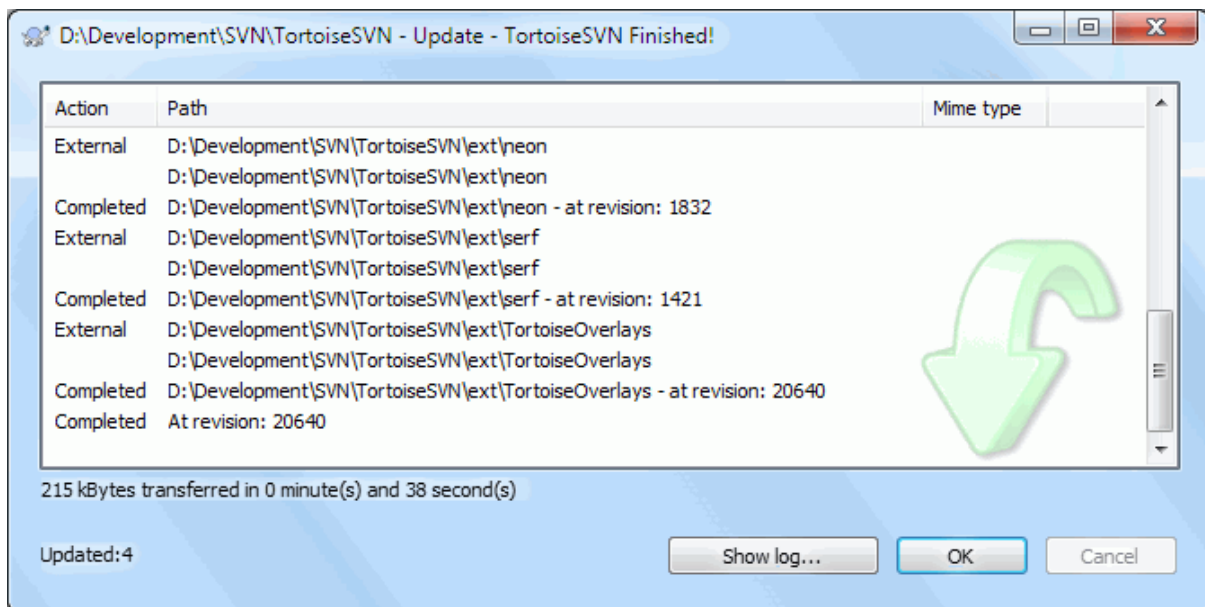 D:\Development\SVN\TortoiseSVN - Update - TortoiseSVN Finished!
Action Path Mime type
External D:\Development\SVN\TortoiseSVN\ext\neon
D:\Development\SVN\TortoiseSVN\ext\neon
Completed D:\Development\SVN\TortoiseSVN\ext\neon - at revision: 1832
External D:\Development\SVN\TortoiseSVN\ext\serf
D:\Development\SVN\TortoiseSVN\ext\serf
Completed D:\Development\SVN\TortoiseSVN\ext\serf - at revision: 1421
External D:\Development\SVN\TortoiseSVN\ext\TortoiseOverlays
D:\Development\SVN\TortoiseSVN\ext\TortoiseOverlays
Completed D:\Development\SVN\TortoiseSVN\ext\TortoiseOverlays - at revision: 20640
Completed At revision: 20640
215 kBytes transferred in 0 minute(s) and 38 second(s)
Updated:4 Show log... OK Cancel